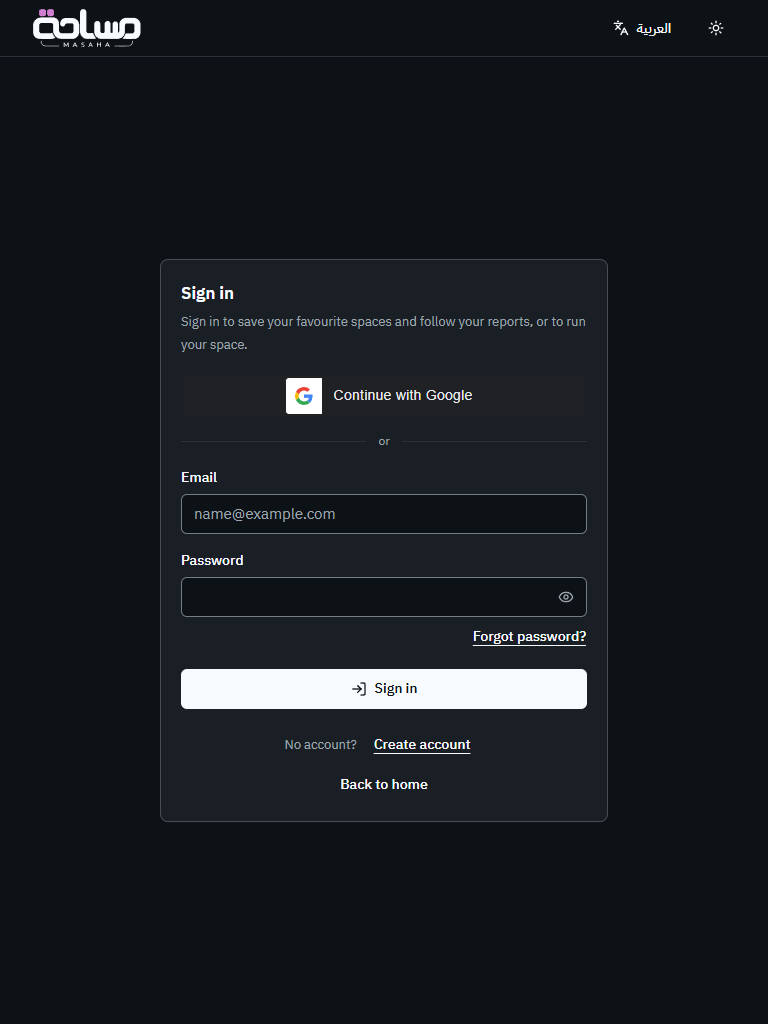 مساحة
MASAHA
العربية
Sign in
Sign in to save your favourite spaces and follow your reports, or to run
your space.
Continue with Google
or
Email
name@example.com
Password
Forgot password?
Sign in
No account? Create account
Back to home